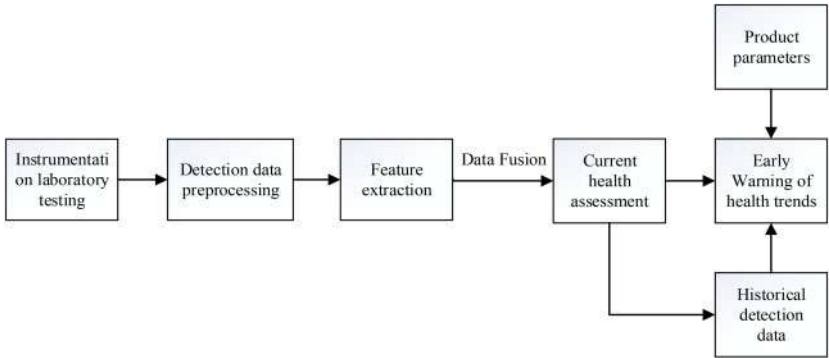 Product
parameters
Instrumentati
on laboratory
testing
Detection data
preprocessing
Feature
extraction
Data Fusion
Current
health
assessment
Early
Warning of
health trends
Historical
detection
data